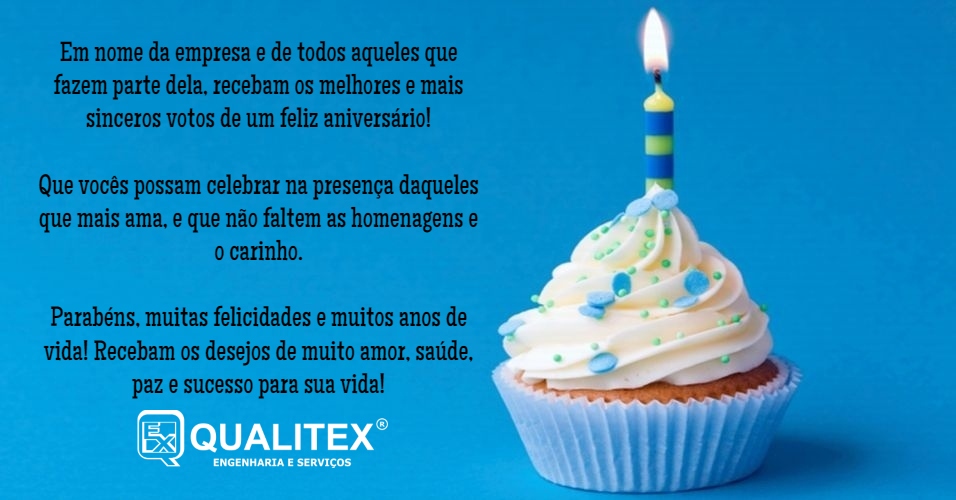 Em nome da empresa e de todos aqueles que
fazem parte dela, recebam os melhores e mais
sinceros votos de um feliz aniversário!
Que vocês possam celebrar na presença daqueles
que mais ama, e que não faltem as homenagens e
o carinho.
Parabéns, muitas felicidades e muitos anos de
vida! Recebam os desejos de muito amor, saúde,
paz e sucesso para sua vida!
EX QUALITEX®
ENGENHARIA E SERVIÇOS